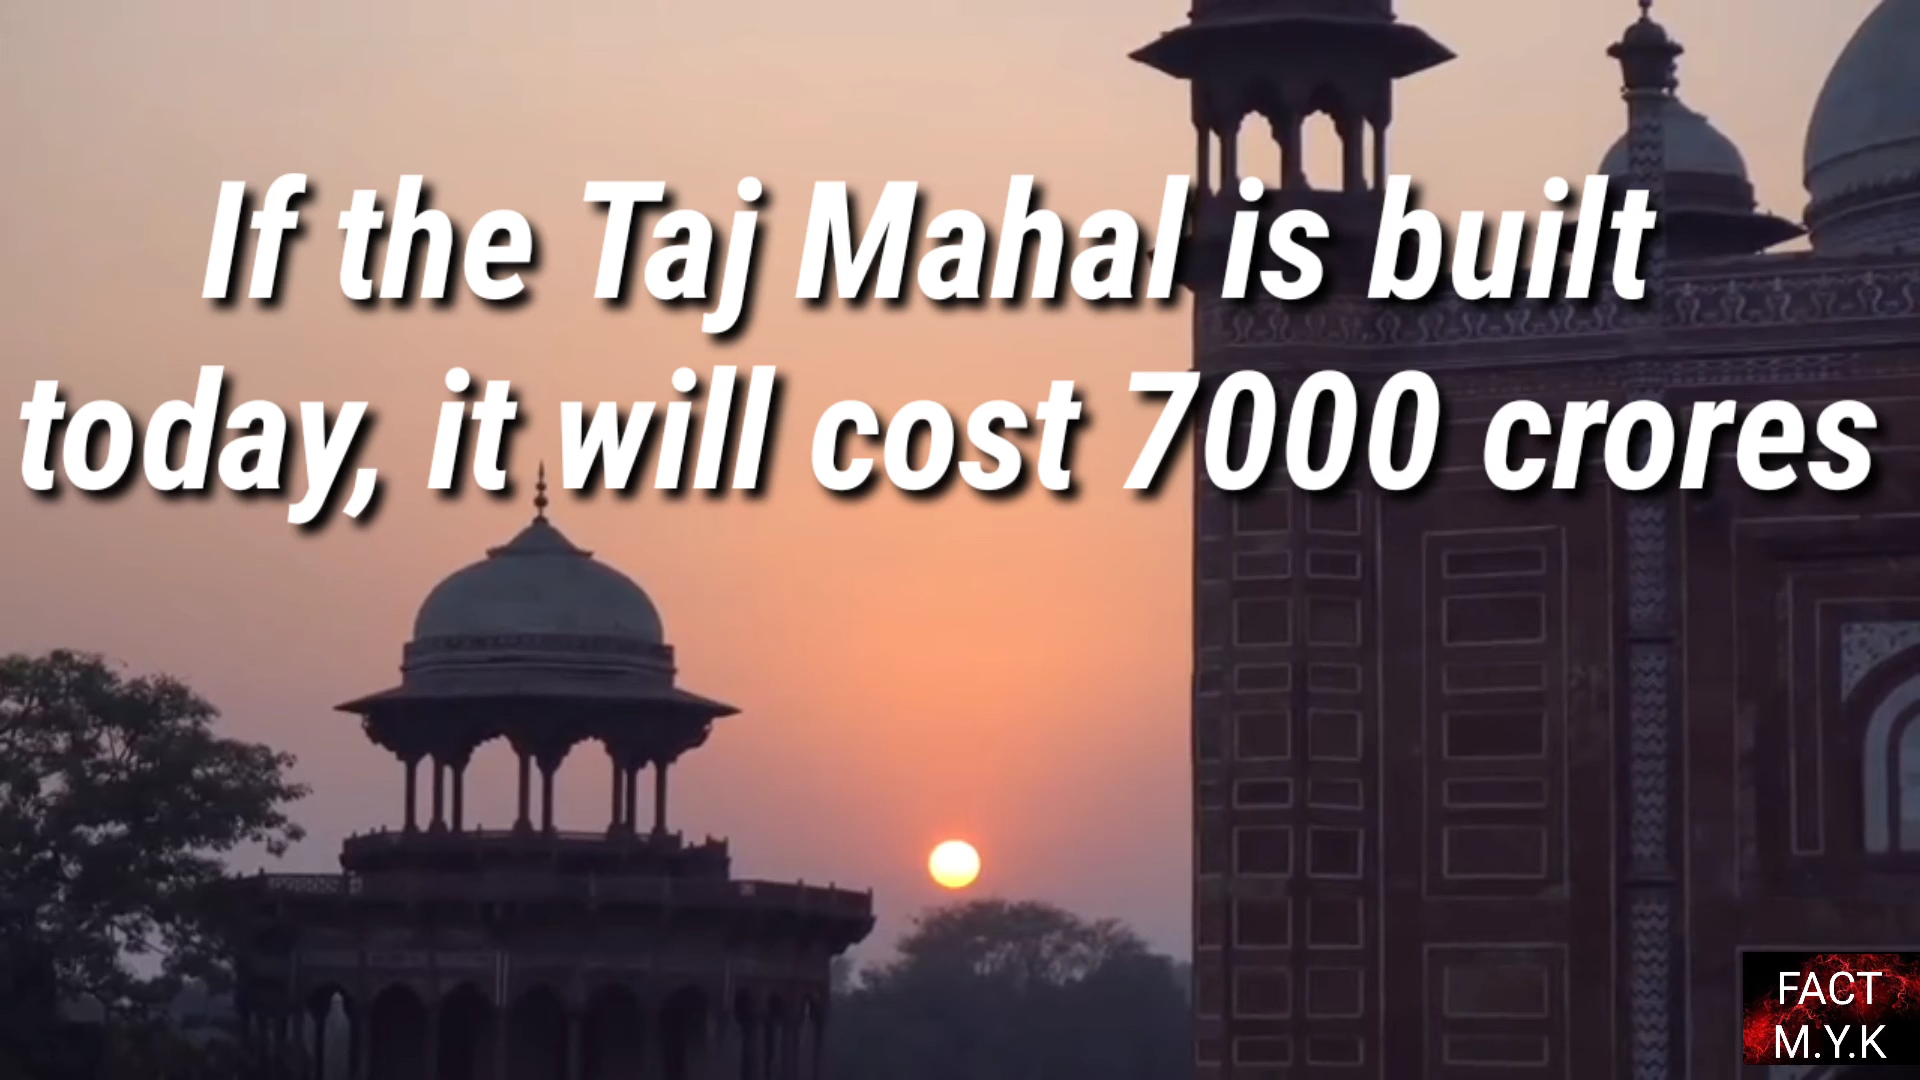 If the Taj Mahal is built
today, it will cost 7000 crores
FACT
M.Y.K